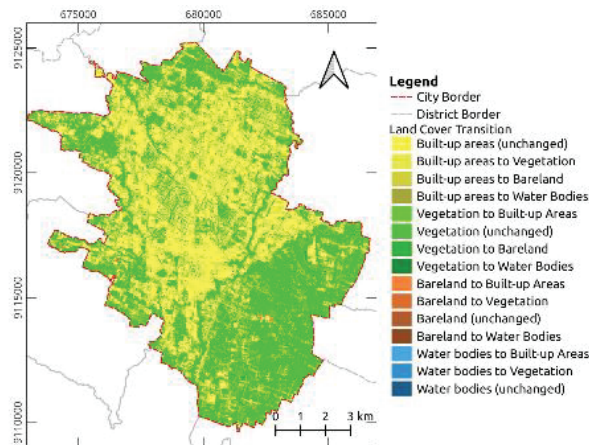 675000 680000 685000
9125000
9120000
9115000
9110000
0 1 2 3 km
Legend
City Border
District Border
Land Cover Transition
Built-up areas (unchanged)
Built-up areas to Vegetation
Built-up areas to Bareland
Built-up areas to Water Bodies
Vegetation to Built-up Areas
Vegetation (unchanged)
Vegetation to Bareland
Vegetation to Water Bodies
Bareland to Built-up Areas
Bareland to Vegetation
Bareland (unchanged)
Bareland to Water Bodies
Water bodies to Built-up Areas
Water bodies to Vegetation
Water bodies (unchanged)